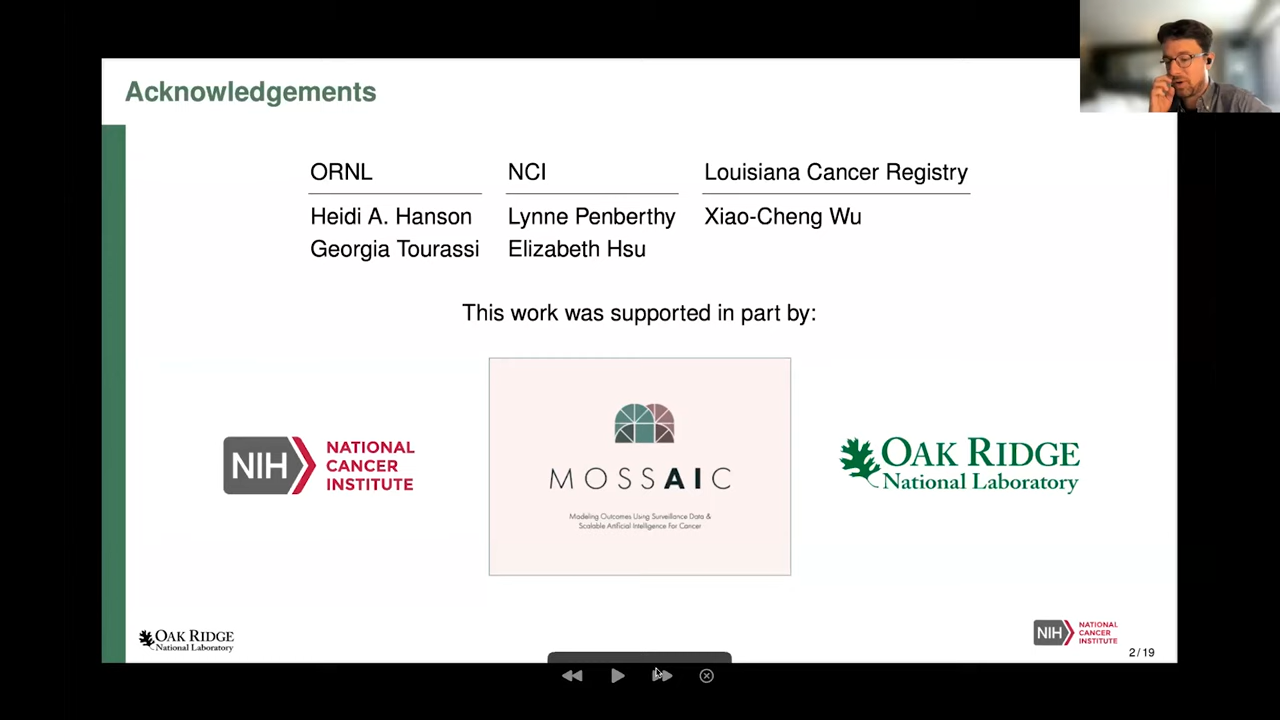 Acknowledgements
ORNL
NCI
Louisiana Cancer Registry
Heidi A. Hanson
Lynne Penberthy
Xiao-Cheng Wu
Georgia Tourassi
Elizabeth Hsu
This work was supported in part by:
NIH
NATIONAL
CANCER
INSTITUTE
MOSSAIC
Modeling Outcomes Using Surveillance Data &
Scalable Artificial Intelligence For Cancer
OAK RIDGE
National Laboratory
OAK RIDGE
National Laboratory
NIH
NATIONAL
CANCER
INSTITUTE
2 / 19